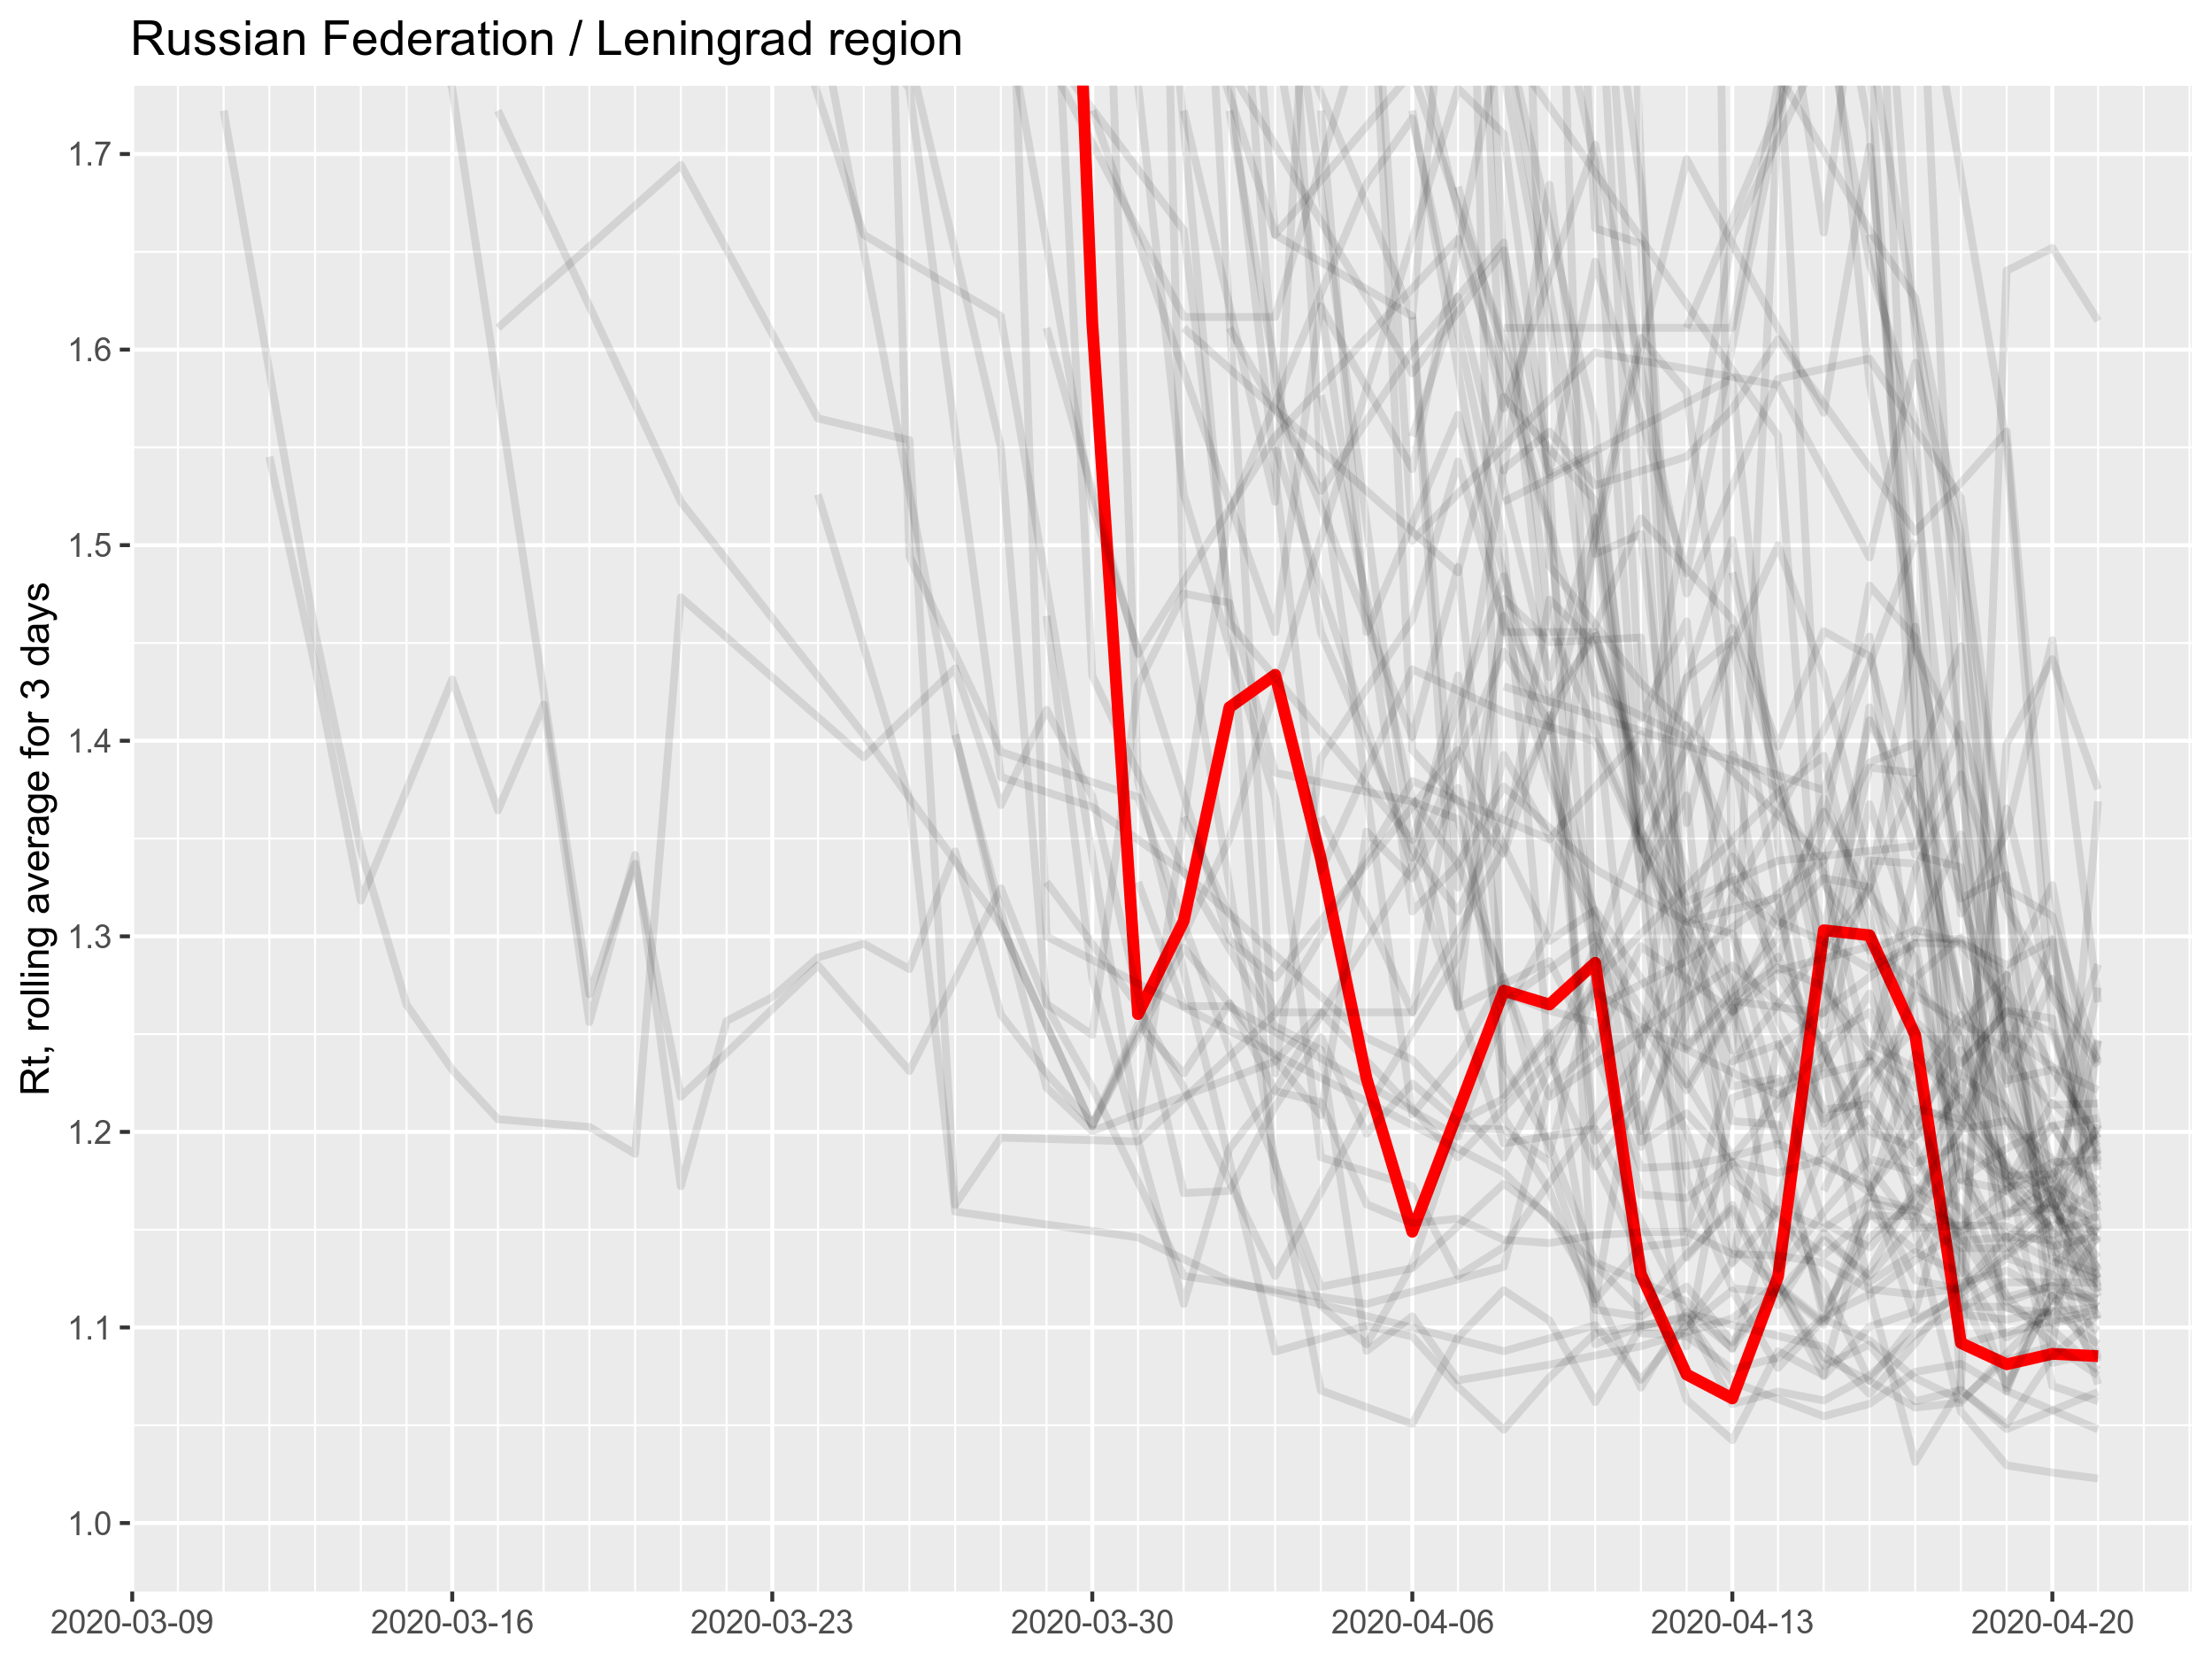 Russian Federation / Leningrad region
Rt, rolling average for 3 days
1.7
1.6
1.5
1.4
1.3
1.2
1.1
1.0
2020-03-09 2020-03-16 2020-03-23 2020-03-30 2020-04-06 2020-04-13 2020-04-20